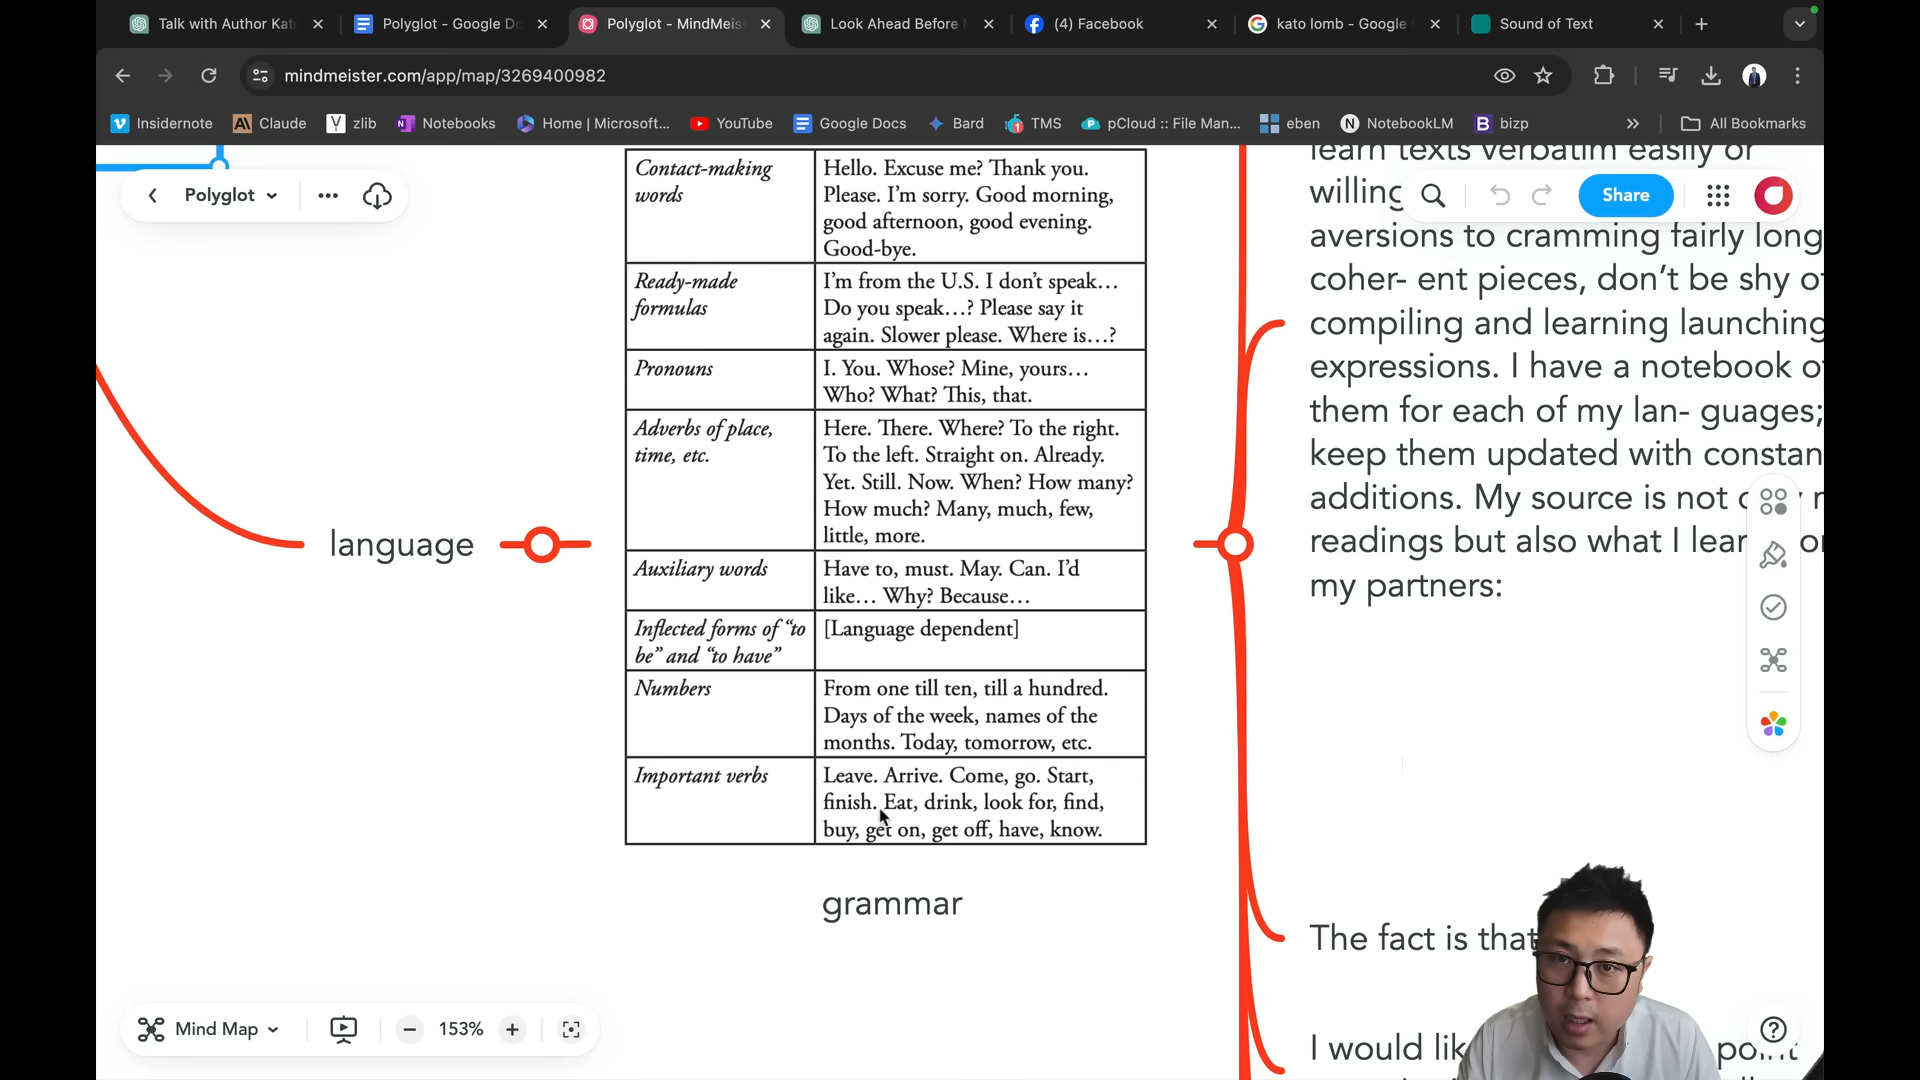 Talk with Author Kato
Polyglot - Google Do
Polyglot - MindMeis
Look Ahead Before
(4) Facebook
kato lomb - Google
Sound of Text
mindmeister.com/app/map/3269400982
Insidernote
Claude
zlib
Notebooks
Home | Microsoft...
YouTube
Google Docs
Bard
TMS
pCloud :: File Man...
eben
NotebookLM
bizp
All Bookmarks
Polyglot
Share
Contact-making
words
Hello. Excuse me? Thank you.
Please. I'm sorry. Good morning,
good afternoon, good evening.
Good-bye.
Ready-made
formulas
I'm from the U.S. I don't speak…
Do you speak…? Please say it
again. Slower please. Where is…?
Pronouns
I. You. Whose? Mine, yours…
Who? What? This, that.
Adverbs of place,
time, etc.
Here. There. Where? To the right.
To the left. Straight on. Already.
Yet. Still. Now. When? How many?
How much? Many, much, few,
little, more.
Auxiliary words
Have to, must. May. Can. I'd
like… Why? Because…
Inflected forms of "to
be" and "to have"
[Language dependent]
Numbers
From one till ten, till a hundred.
Days of the week, names of the
months. Today, tomorrow, etc.
Important verbs
Leave. Arrive. Come, go. Start,
finish. Eat, drink, look for, find,
buy, get on, get off, have, know.
grammar
language
learn texts verbatim easily or
willing
aversions to cramming fairly long
coher- ent pieces, don't be shy of
compiling and learning launching
expressions. I have a notebook of
them for each of my lan- guages;
keep them updated with constan
additions. My source is not
readings but also what I lear
my partners:
The fact is that
I would lik
point
Mind Map
153%